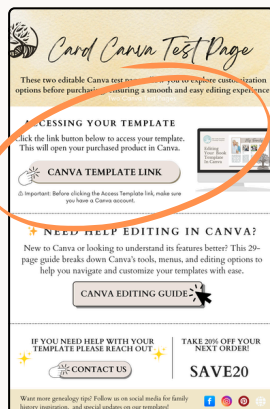 Card Canva Test Page
These two editable Canva test you to explore customization
options before purchasing, ensuring a smooth and easy editing experience
ACCESSING YOUR TEMPLATE
Click the link button below to access your template.
This will open your purchased product in Canva.
CANVA TEMPLATE LINK
⚠ Important: Before clicking the Access Template link, make sure
you have a Canva account.
Editing
Your Book
Template
in Canva
NEED HELP EDITING IN CANVA?
New to Canva or looking to understand its features better? This 29-
page guide breaks down Canva's tools, menus, and editing options to
help you navigate and customize your templates with ease.
CANVA EDITING GUIDE
IF YOU NEED HELP WITH YOUR
TEMPLATE PLEASE REACH OUT
CONTACT US
TAKE 20% OFF YOUR
NEXT ORDER!
SAVE20
Want more genealogy tips? Follow us on social media for family
history inspiration, and special updates on our templates!